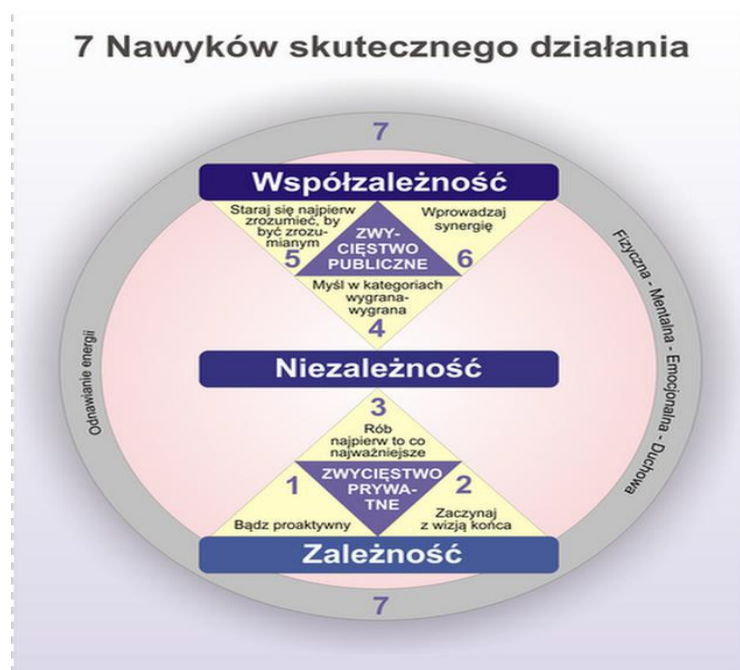 7 Nawyków skutecznego działania
7
Współzależność
Staraj się najpierw
zrozumieć, by
być zrozu-
mianym
5
ZWY-
CIĘSTWO
PUBLICZNE
Wprowadzaj
synergię
6
Myśl w kategoriach
wygrana-
wygrana
4
Odnawianie energii
Fizyczna - Mentalna - Emocjonalna - Duchowa
Niezależność
3
Rób
najpierw to co
najważniejsze
1
Bądz proaktywny
ZWYCIĘSTWO
PRYWA-
TNE
2
Zaczynaj
z wizją końca
Zależność
7